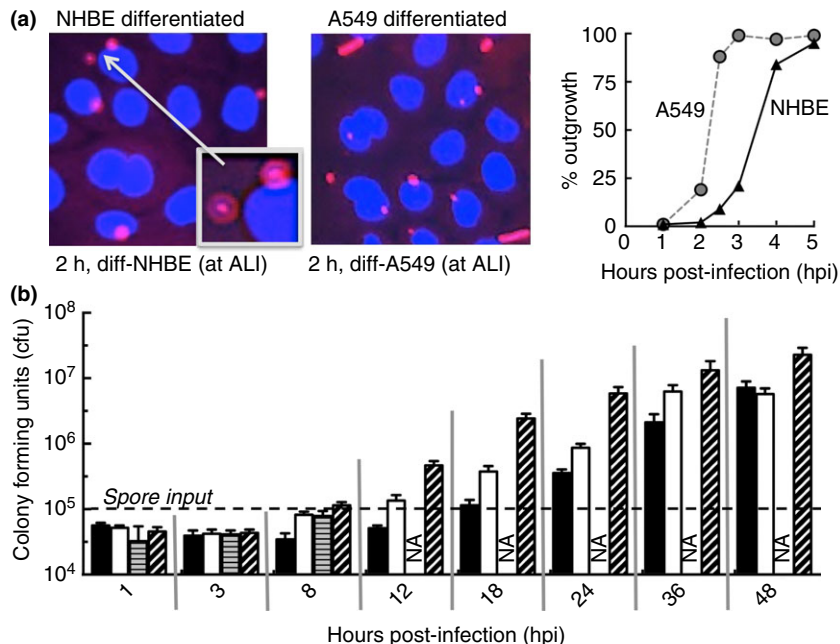 (a)
NHBE differentiated
A549 differentiated
2 h, diff-NHBE (at ALI)
2 h, diff-A549 (at ALI)
% outgrowth
100
75
50
25
0
A549
NHBE
0 1 2 3 4 5
Hours post-infection (hpi)
(b)
Colony forming units (cfu)
10⁸
10⁷
10⁶
10⁵
10⁴
Spore input
NA
NA
NA
NA
NA
1 3 8 12 18 24 36 48
Hours post-infection (hpi)